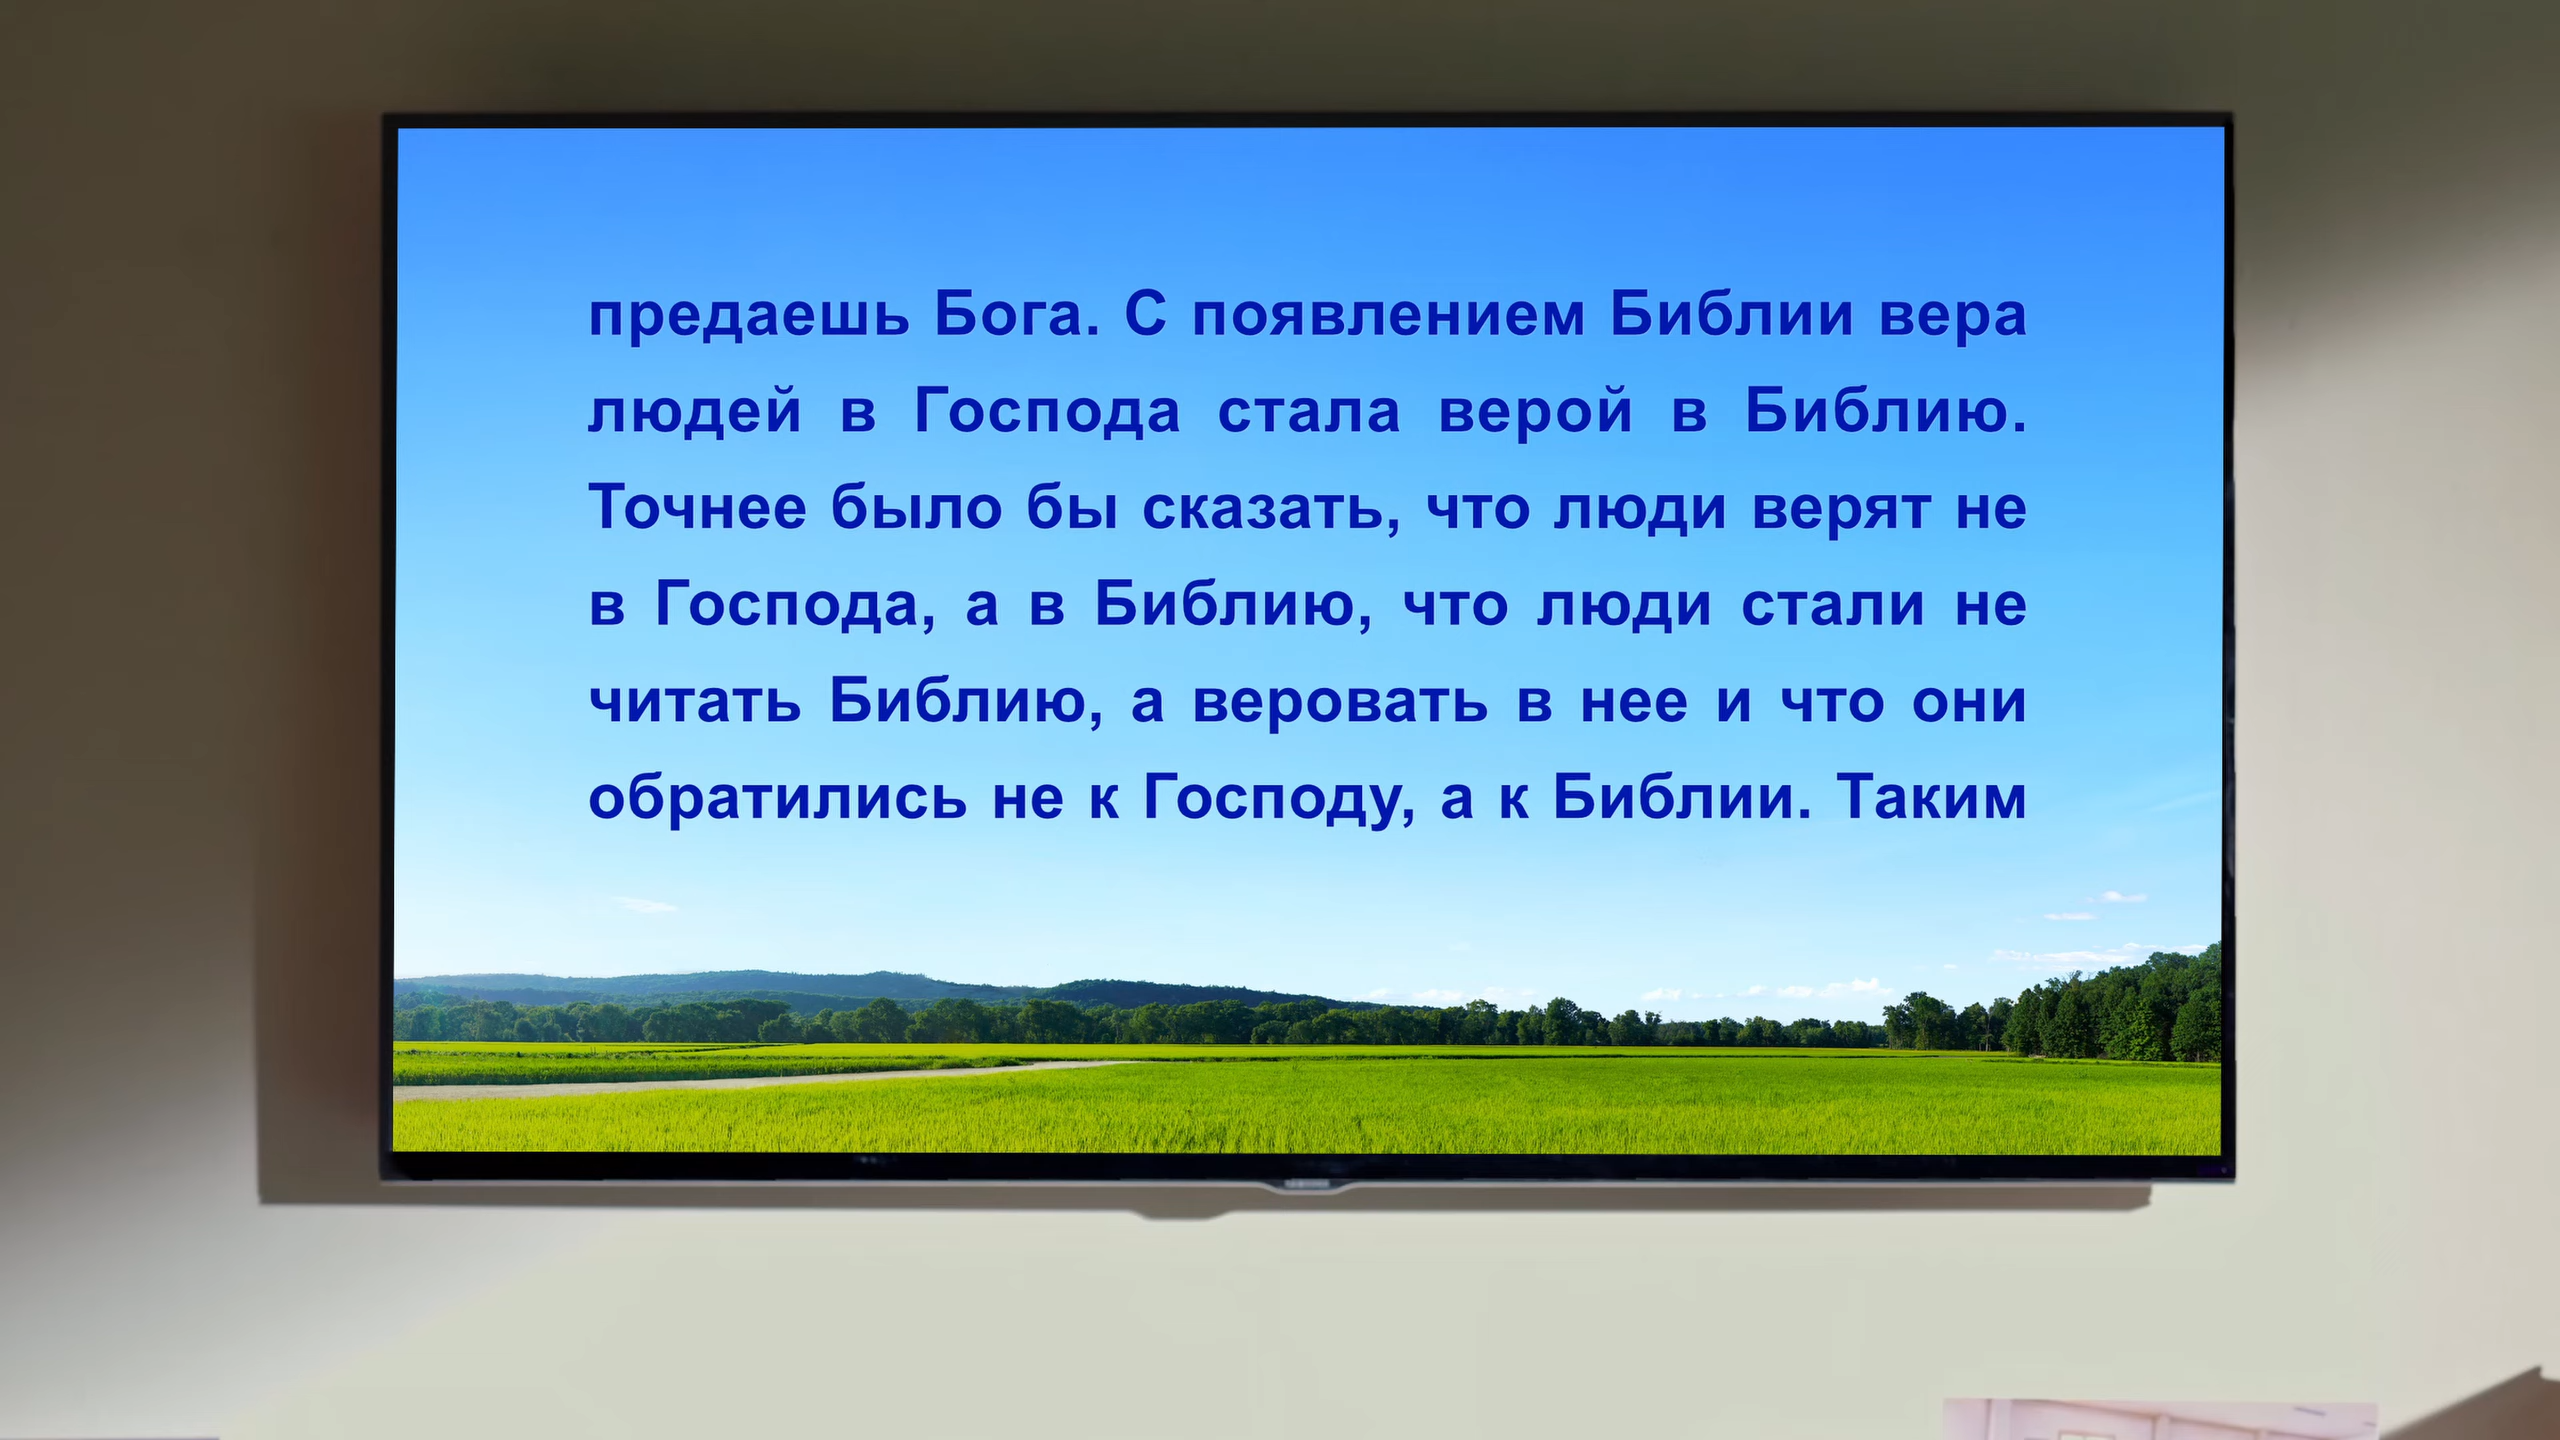 предаешь Бога. С появлением Библии вера
людей в Господа стала верой в Библию.
Точнее было бы сказать, что люди верят не
в Господа, а в Библию, что люди стали не
читать Библию, а веровать в нее и что они
обратились не к Господу, а к Библии. Таким